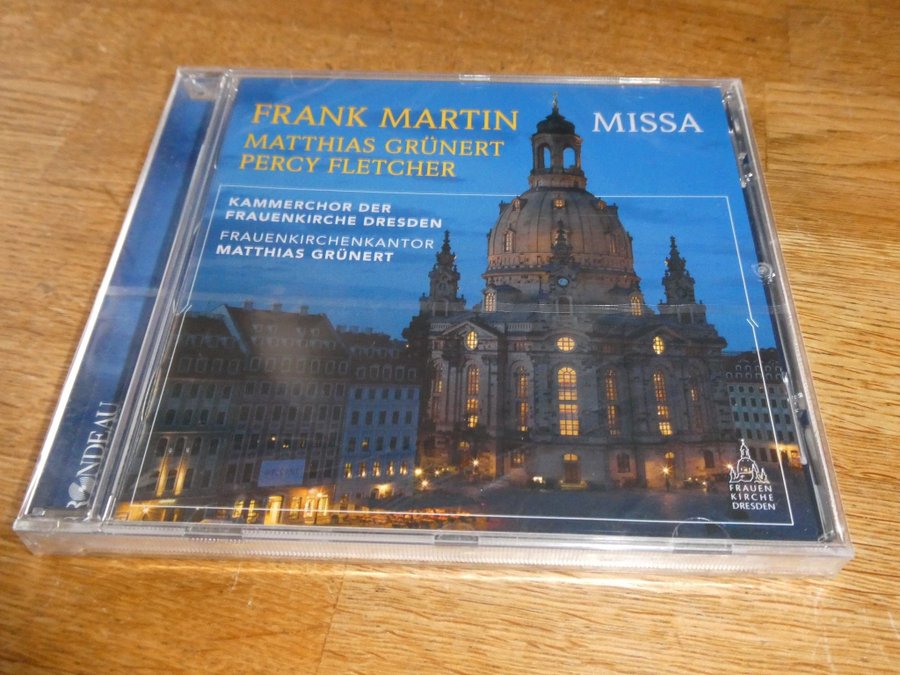 FRANK MARTIN
MISSA
MATTHIAS GRÜNERT
PERCY FLETCHER
KAMMERCHOR DER
FRAUENKIRCHE DRESDEN
FRAUENKIRCHENKANTOR
MATTHIAS GRÜNERT
RONDEAU
FRAUEN
KIRCHE
DRESDEN